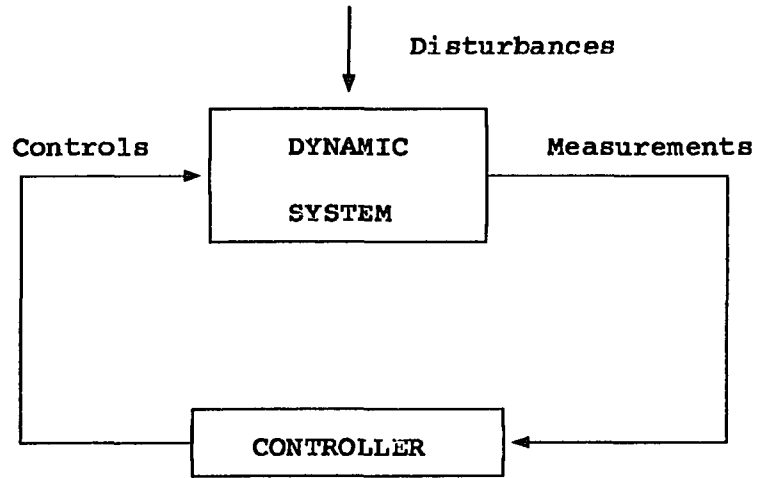 Disturbances
Controls
DYNAMIC
SYSTEM
Measurements
CONTROLLER